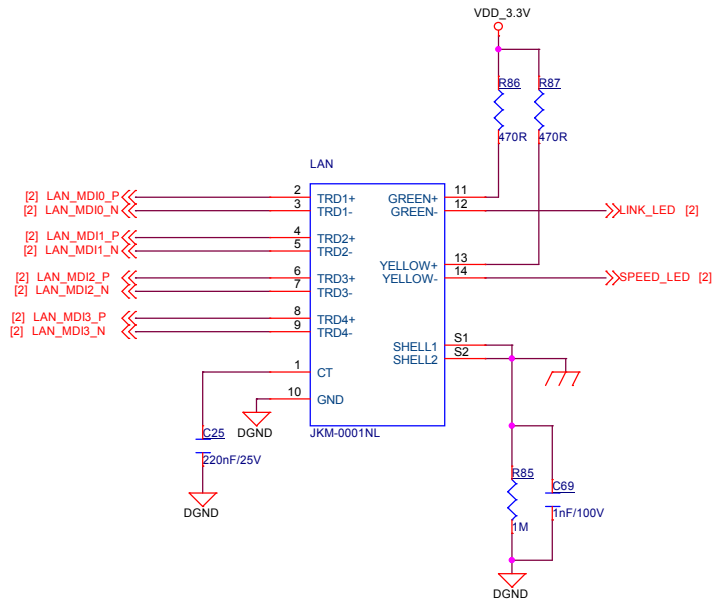 VDD_3.3V
R86 R87
470R 470R
LAN
[2] LAN_MDI0_P 2 TRD1+ GREEN+ 11
[2] LAN_MDI0_N 3 TRD1- GREEN- 12 LINK_LED [2]
[2] LAN_MDI1_P 4 TRD2+
[2] LAN_MDI1_N 5 TRD2-
YELLOW+ 13
[2] LAN_MDI2_P 6 TRD3+ YELLOW- 14 SPEED_LED [2]
[2] LAN_MDI2_N 7 TRD3-
[2] LAN_MDI3_P 8 TRD4+
[2] LAN_MDI3_N 9 TRD4-
SHELL1 S1
SHELL2 S2
1 CT
10 GND
DGND
JKM-0001NL
C25
220nF/25V
DGND
R85 C69
1M 1nF/100V
DGND